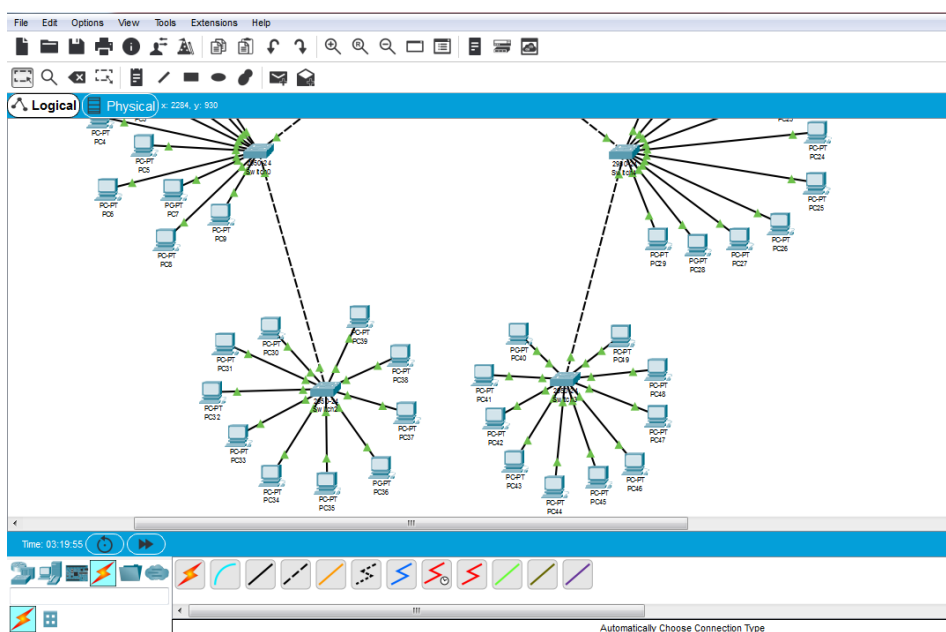 File Edit Options View Tools Extensions Help
Logical
Physical
x: 2284, y: 930
PC-PT
PC4
PC-PT
PC5
PC-PT
PC6
PC-PT
PC7
PC-PT
PC8
PC-PT
PC9
Switch0
PC-PT
PC24
PC-PT
PC25
PC-PT
PC26
PC-PT
PC27
PC-PT
PC28
PC-PT
PC29
PC-PT
PC30
PC-PT
PC31
PC-PT
PC32
PC-PT
PC33
PC-PT
PC34
PC-PT
PC35
PC-PT
PC36
PC-PT
PC37
PC-PT
PC38
PC-PT
PC39
PC-PT
PC40
PC-PT
PC41
PC-PT
PC42
PC-PT
PC43
PC-PT
PC44
PC-PT
PC45
PC-PT
PC46
PC-PT
PC47
PC-PT
PC48
PC-PT
PC49
Time: 03:19:55
Automatically Choose Connection Type